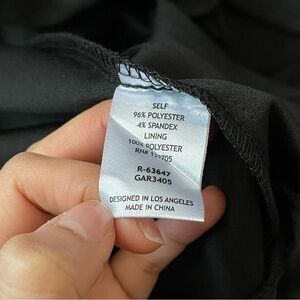 SELF
96% POLYESTER
4% SPANDEX
LINING
100% POLYESTER
RN#
R-63647
GAR3405
DESIGNED IN LOS ANGELES
MADE IN CHINA